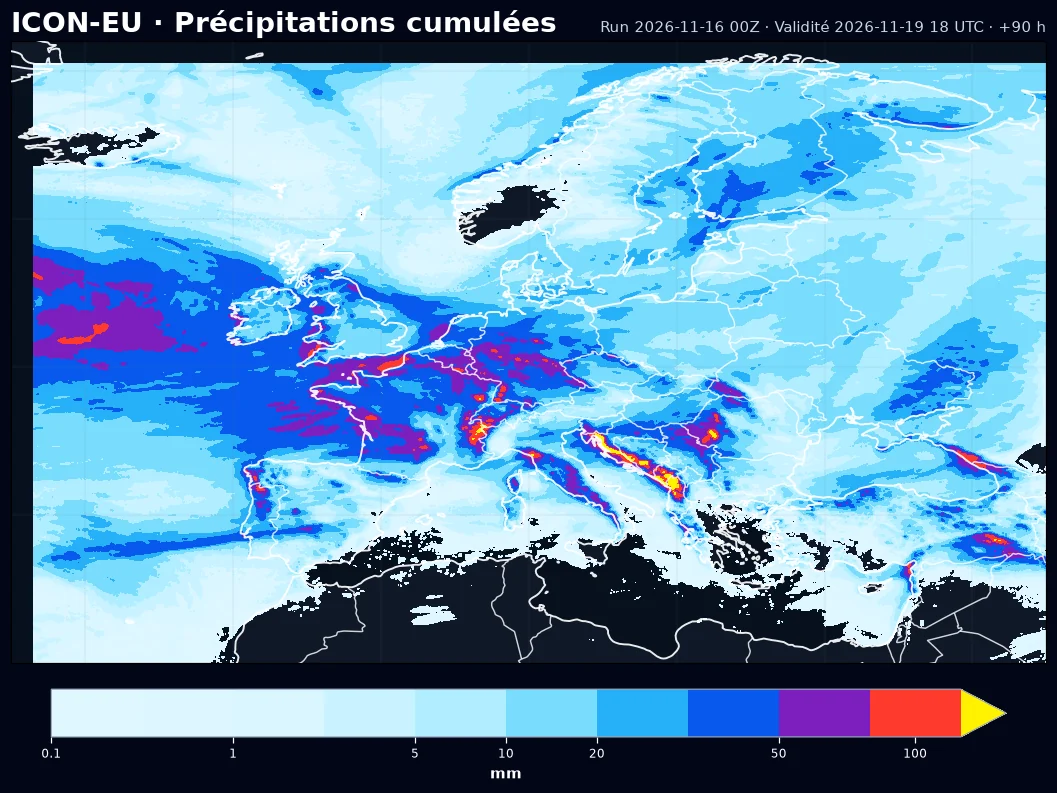 ICON-EU · Précipitations cumulées
Run 2026-11-16 00Z · Validité 2026-11-19 18 UTC · +90 h
0.1 1 5 10 20 50 100
mm